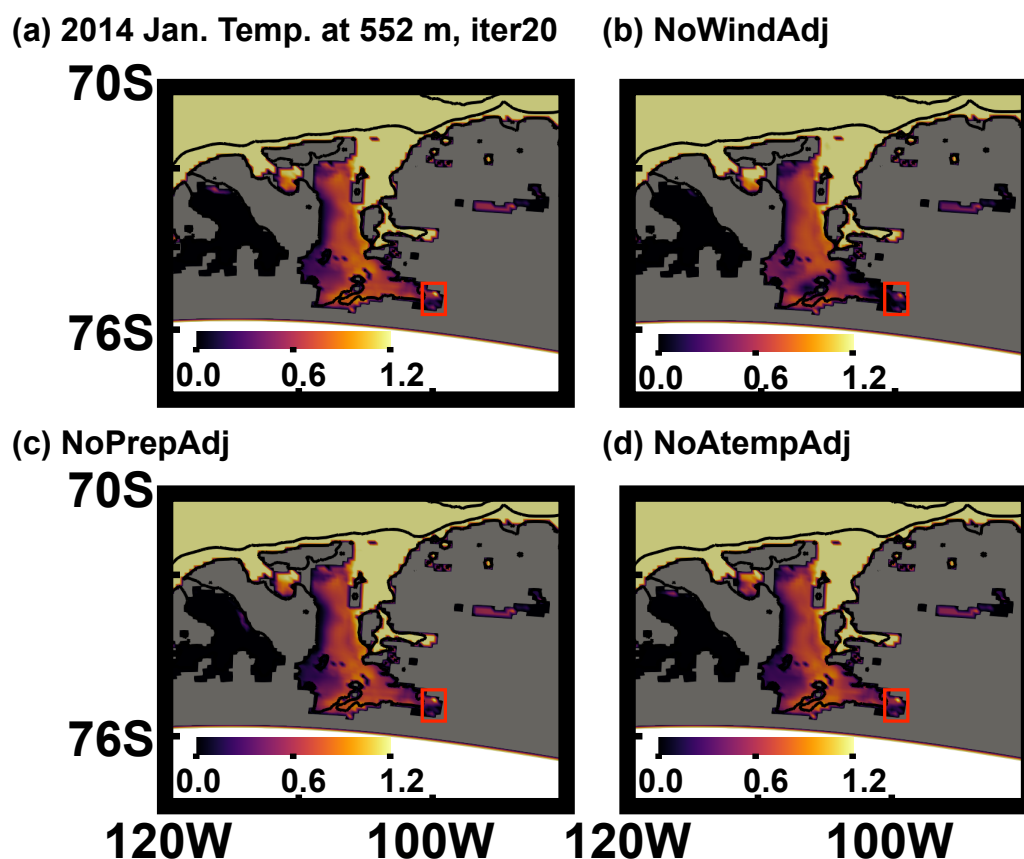 (a) 2014 Jan. Temp. at 552 m, iter20 (b) NoWindAdj
70S
76S
0.0 0.6 1.2 0.0 0.6 1.2
(c) NoPrepAdj (d) NoAtempAdj
70S
76S
0.0 0.6 1.2 0.0 0.6 1.2
120W 100W 120W 100W